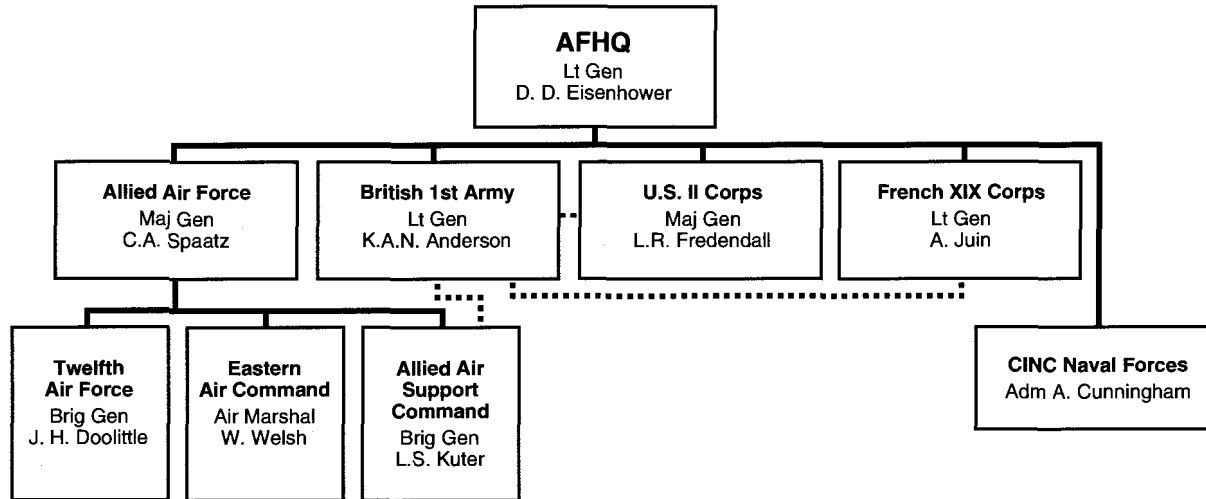 AFHQ
Lt Gen
D. D. Eisenhower
Allied Air Force
Maj Gen
C.A. Spaatz
British 1st Army
Lt Gen
K.A.N. Anderson
U.S. II Corps
Maj Gen
L.R. Fredendall
French XIX Corps
Lt Gen
A. Juin
Twelfth
Air Force
Brig Gen
J. H. Doolittle
Eastern
Air Command
Air Marshal
W. Welsh
Allied Air
Support
Command
Brig Gen
L.S. Kuter
CINC Naval Forces
Adm A. Cunningham